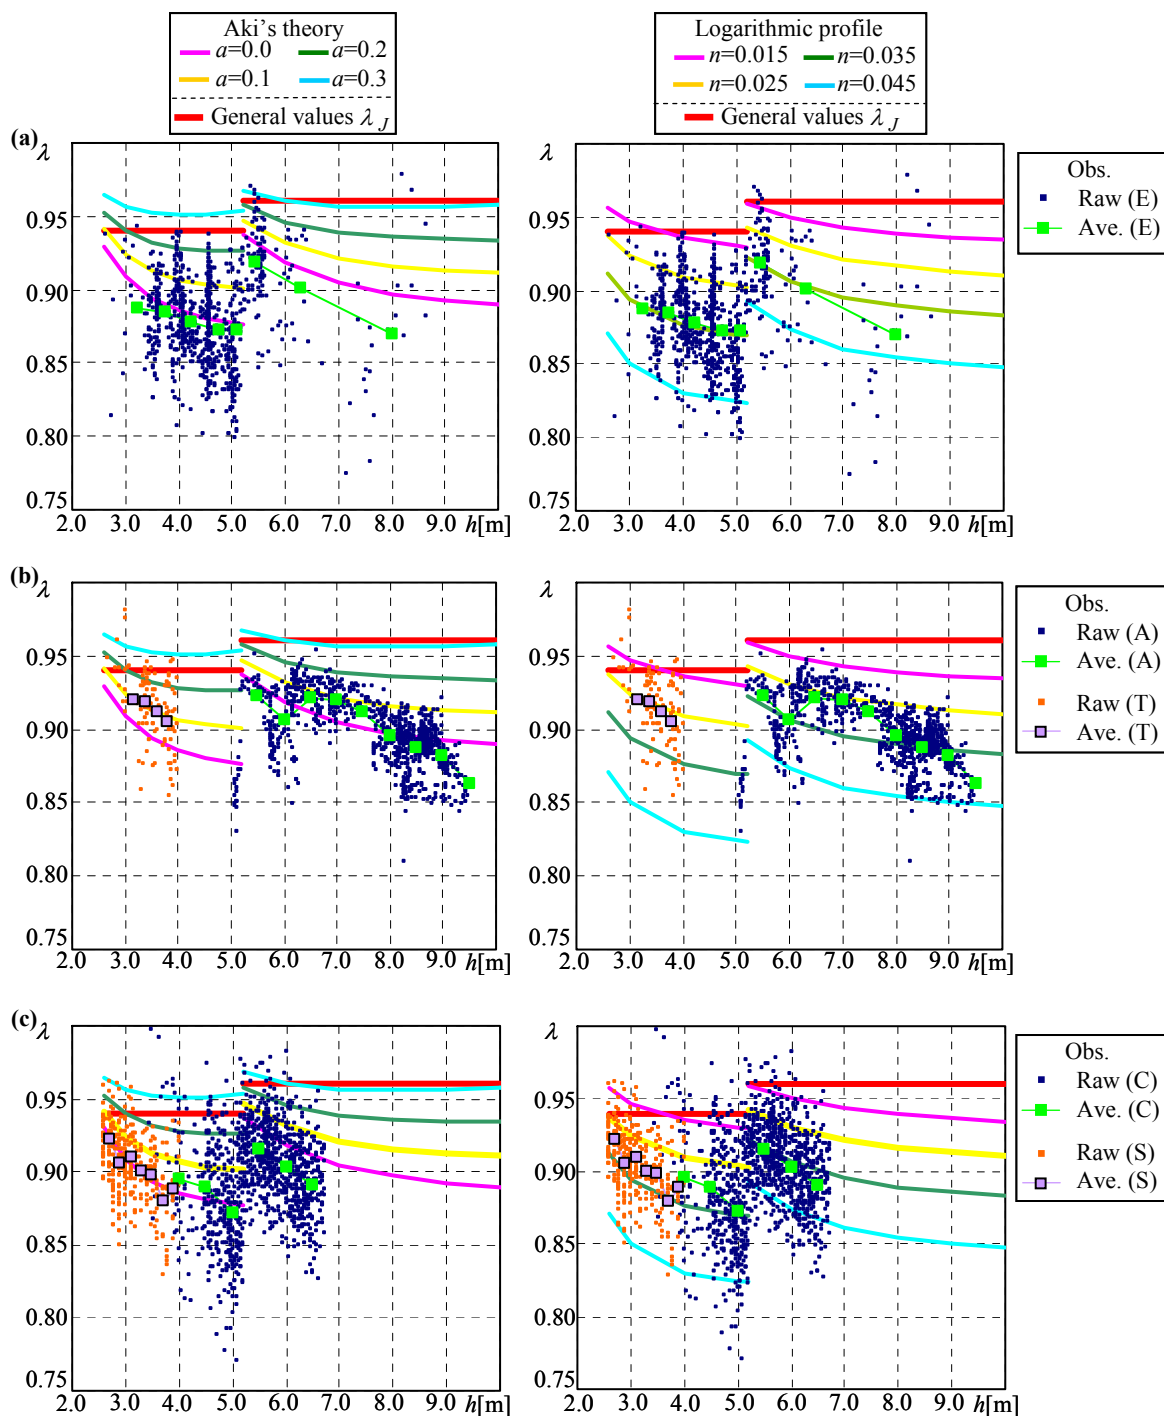 Aki's theory
a=0.0 a=0.2
a=0.1 a=0.3
General values λJ
Logarithmic profile
n=0.015 n=0.035
n=0.025 n=0.045
General values λJ
(a)
λ
0.95
0.90
0.85
0.80
0.75
2.0 3.0 4.0 5.0 6.0 7.0 8.0 9.0 h[m]
λ
0.95
0.90
0.85
0.80
0.75
2.0 3.0 4.0 5.0 6.0 7.0 8.0 9.0 h[m]
Obs.
Raw (E)
Ave. (E)
(b)
λ
0.95
0.90
0.85
0.80
0.75
2.0 3.0 4.0 5.0 6.0 7.0 8.0 9.0 h[m]
λ
0.95
0.90
0.85
0.80
0.75
2.0 3.0 4.0 5.0 6.0 7.0 8.0 9.0 h[m]
Obs.
Raw (A)
Ave. (A)
Raw (T)
Ave. (T)
(c)
λ
0.95
0.90
0.85
0.80
0.75
2.0 3.0 4.0 5.0 6.0 7.0 8.0 9.0 h[m]
λ
0.95
0.90
0.85
0.80
0.75
2.0 3.0 4.0 5.0 6.0 7.0 8.0 9.0 h[m]
Obs.
Raw (C)
Ave. (C)
Raw (S)
Ave. (S)